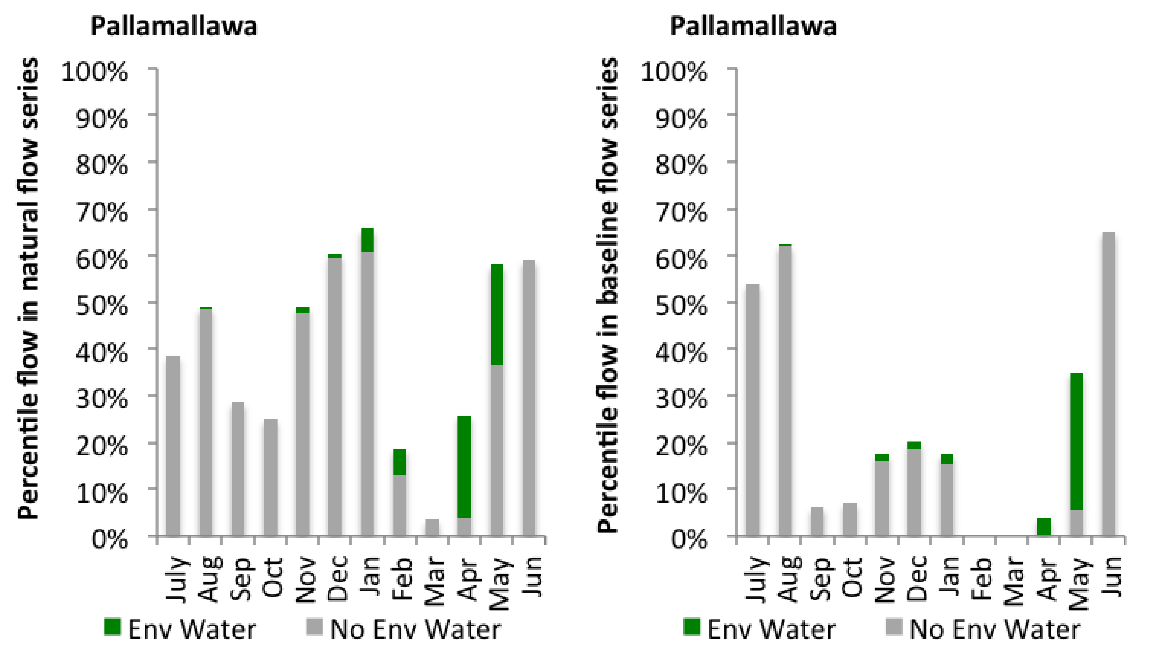 Pallamallawa
Percentile flow in natural flow series
100%
90%
80%
70%
60%
50%
40%
30%
20%
10%
0%
July
Aug
Sep
Oct
Nov
Dec
Jan
Feb
Mar
Apr
May
Jun
Env Water
No Env Water
Pallamallawa
Percentile flow in baseline flow series
100%
90%
80%
70%
60%
50%
40%
30%
20%
10%
0%
July
Aug
Sep
Oct
Nov
Dec
Jan
Feb
Mar
Apr
May
Jun
Env Water
No Env Water